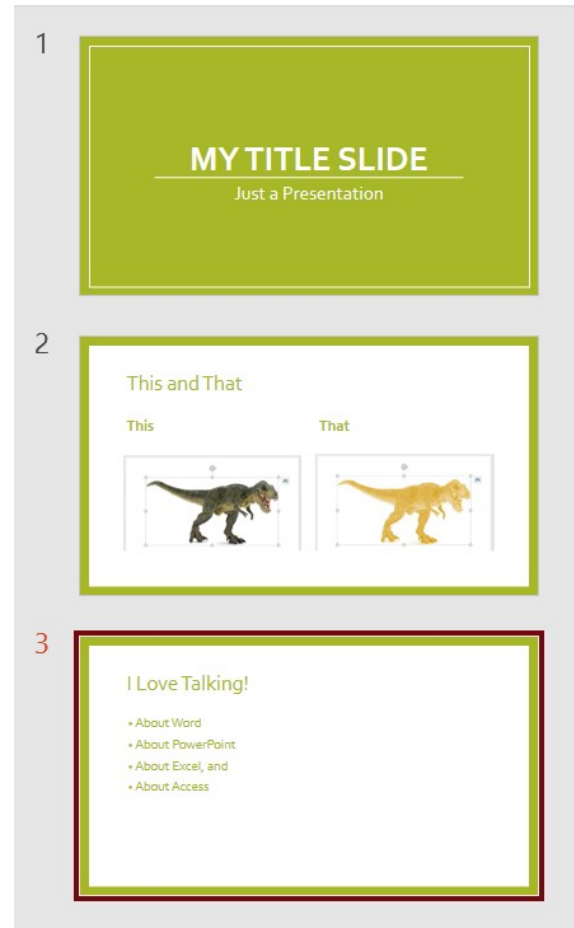 1
MY TITLE SLIDE
Just a Presentation
2
This and That
This That
3
I Love Talking!
• About Word
• About PowerPoint
• About Excel, and
• About Access